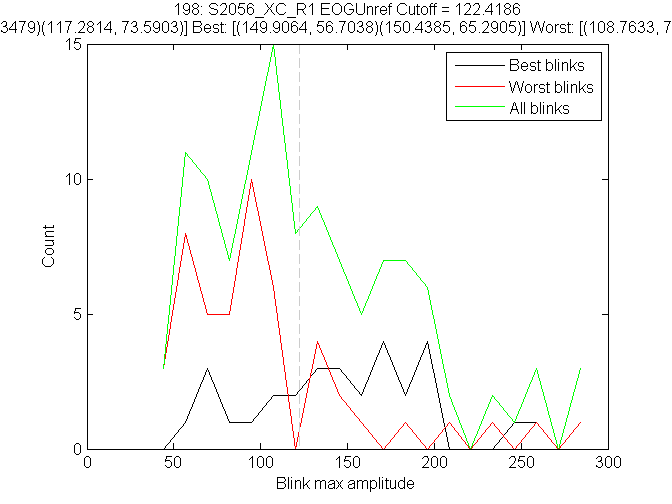 198: S2056_XC_R1 EOGUnref Cutoff = 122.4186
3479)(117.2814, 73.5903)] Best: [(149.9064, 56.7038)(150.4385, 65.2905)] Worst: [(108.7633, 7
15
10
5
0
Count
Best blinks
Worst blinks
All blinks
0 50 100 150 200 250 300
Blink max amplitude